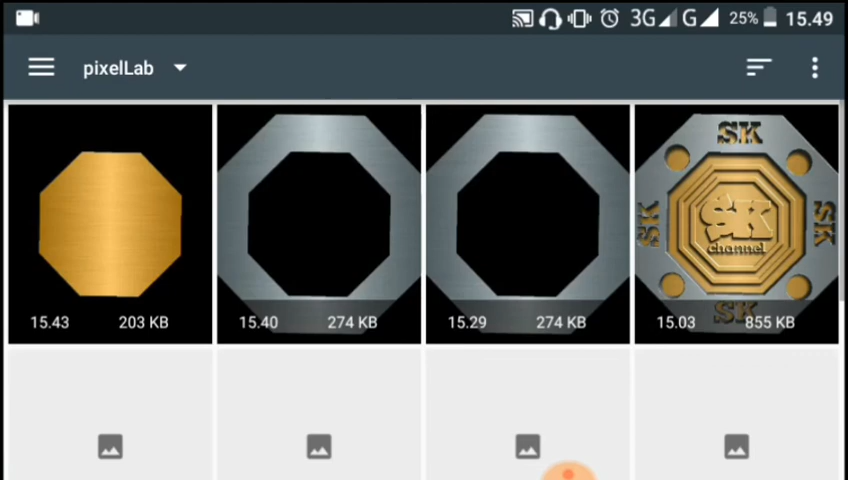 3G G 25% 15.49
pixelLab
SK
SK SK channel SK
SK
15.43 203 KB 15.40 274 KB 15.29 274 KB 15.03 855 KB